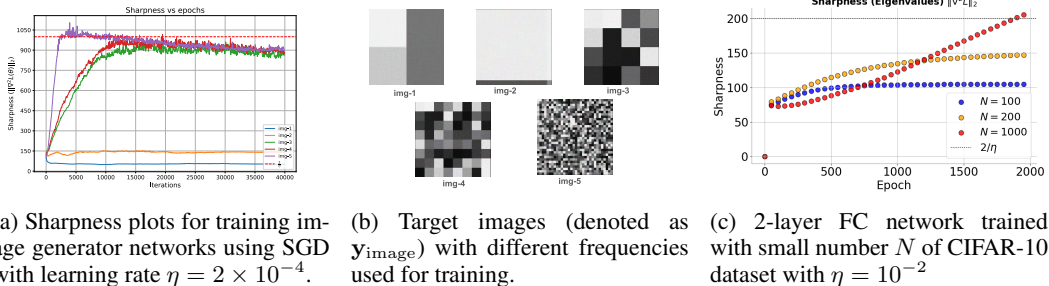 Sharpness vs epochs
Sharpness (||∇²L(θ)||₂)
1050
900
750
600
450
300
150
0
0 5000 10000 15000 20000 25000 30000 35000 40000
Iterations
img-1
img-2
img-3
img-4
img-5
img-1
img-2
img-3
img-4
img-5
Sharpness (Eigenvalues) ||∇²L||₂
Sharpness
200
150
100
50
0
0 500 1000 1500 2000
Epoch
N = 100
N = 200
N = 1000
2/η
a) Sharpness plots for training im-
age generator networks using SGD
with learning rate η = 2 × 10⁻⁴.
(b) Target images (denoted as
y_image) with different frequencies
used for training.
(c) 2-layer FC network trained
with small number N of CIFAR-10
dataset with η = 10⁻²